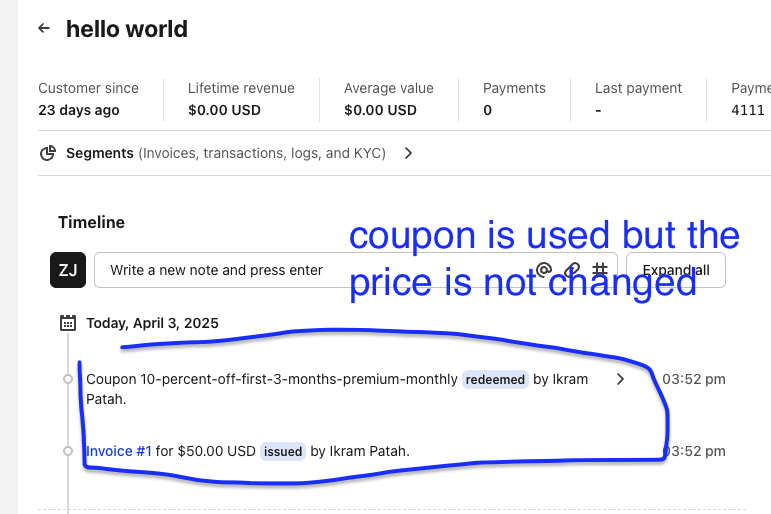 ← hello world
Customer since
23 days ago
Lifetime revenue
$0.00 USD
Average value
$0.00 USD
Payments
0
Last payment
-
Payme
4111
Segments (Invoices, transactions, logs, and KYC)
Timeline
coupon is used but the
price is not changed
ZJ
Write a new note and press enter
@ #
Expand all
Today, April 3, 2025
Coupon 10-percent-off-first-3-months-premium-monthly redeemed by Ikram
Patah.
03:52 pm
Invoice #1 for $50.00 USD issued by Ikram Patah.
03:52 pm